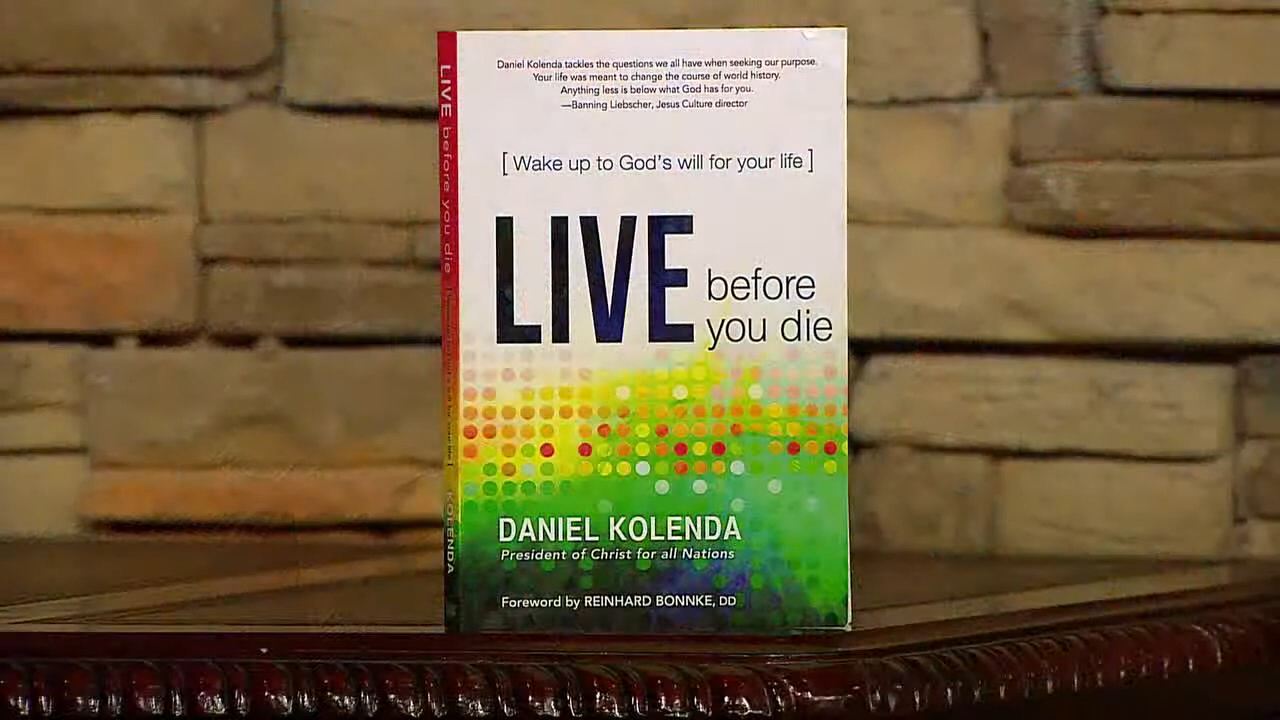 Daniel Kolenda tackles the questions we all have when seeking our purpose.
Your life was meant to change the course of world history.
Anything less is below what God has for you.
—Banning Liebscher, Jesus Culture director
[ Wake up to God's will for your life ]
LIVE before
you die
DANIEL KOLENDA
President of Christ for all Nations
Foreword by REINHARD BONNKE, DD
LIVE before you die
KOLENDA